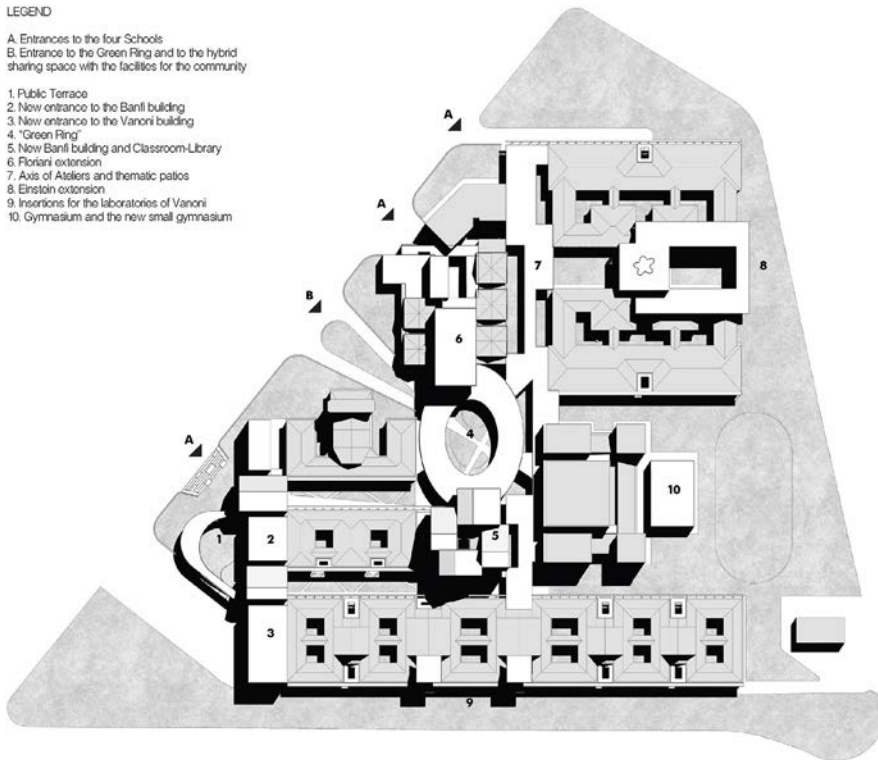 LEGEND
A. Entrances to the four Schools
B. Entrance to the Green Ring and to the hybrid
sharing space with the facilities for the community
1. Public Terrace
2. New entrance to the Banfi building
3. New entrance to the Vanoni building
4. "Green Ring"
5. New Banfi building and Classroom-Library
6. Floriani extension
7. Axis of Ateliers and thematic patios
8. Einstein extension
9. Insertions for the laboratories of Vanoni
10. Gymnasium and the new small gymnasium
A
A
7
8
B
6
4
A
10
1
2
5
3
9